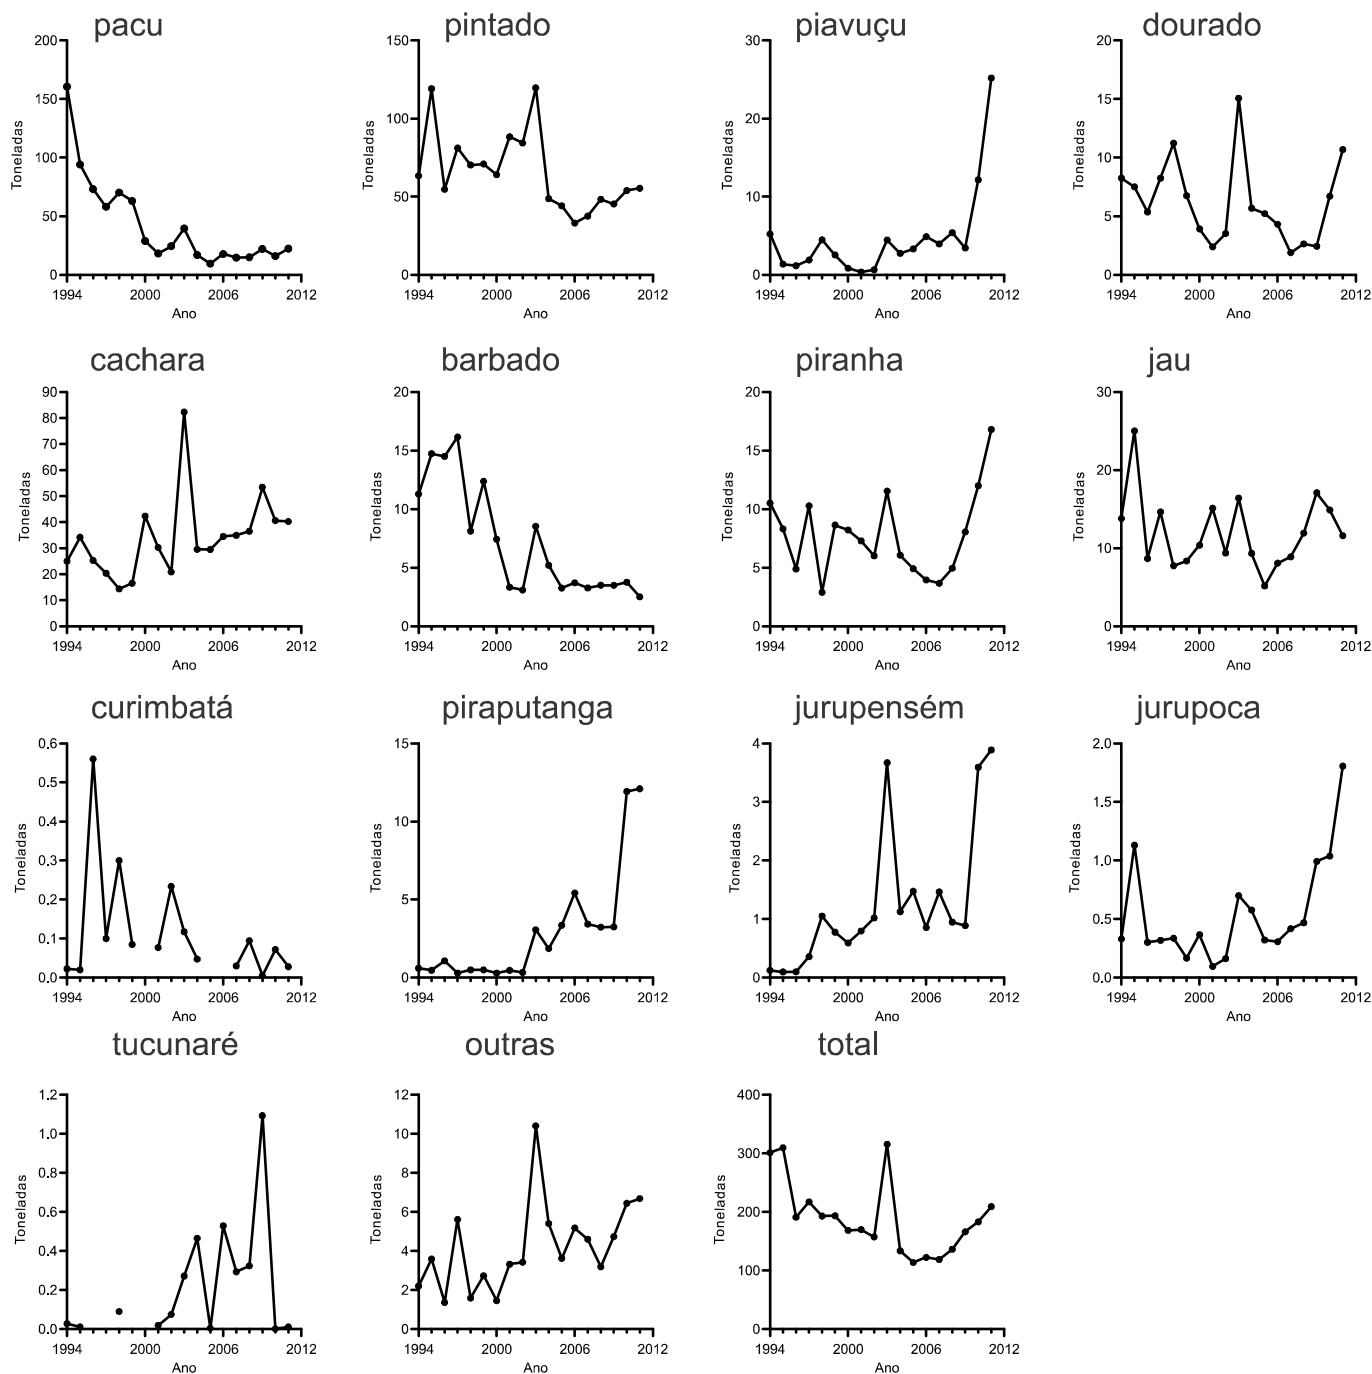 pacu
200
150
100
50
0
Toneladas
1994 2000 2006 2012
Ano
pintado
150
100
50
0
Toneladas
1994 2000 2006 2012
Ano
piavuçu
30
20
10
0
Toneladas
1994 2000 2006 2012
Ano
dourado
20
15
10
5
0
Toneladas
1994 2000 2006 2012
Ano
cachara
90
80
70
60
50
40
30
20
10
0
Toneladas
1994 2000 2006 2012
Ano
barbado
20
15
10
5
0
Toneladas
1994 2000 2006 2012
Ano
piranha
20
15
10
5
0
Toneladas
1994 2000 2006 2012
Ano
jau
30
20
10
0
Toneladas
1994 2000 2006 2012
Ano
curimbatá
0.6
0.5
0.4
0.3
0.2
0.1
0.0
Toneladas
1994 2000 2006 2012
Ano
piraputanga
15
10
5
0
Toneladas
1994 2000 2006 2012
Ano
jurupensém
4
3
2
1
0
Toneladas
1994 2000 2006 2012
Ano
jurupoca
2.0
1.5
1.0
0.5
0.0
Toneladas
1994 2000 2006 2012
Ano
tucunaré
1.2
1.0
0.8
0.6
0.4
0.2
0.0
Toneladas
1994 2000 2006 2012
Ano
outras
12
10
8
6
4
2
0
Toneladas
1994 2000 2006 2012
Ano
total
400
300
200
100
0
Toneladas
1994 2000 2006 2012
Ano